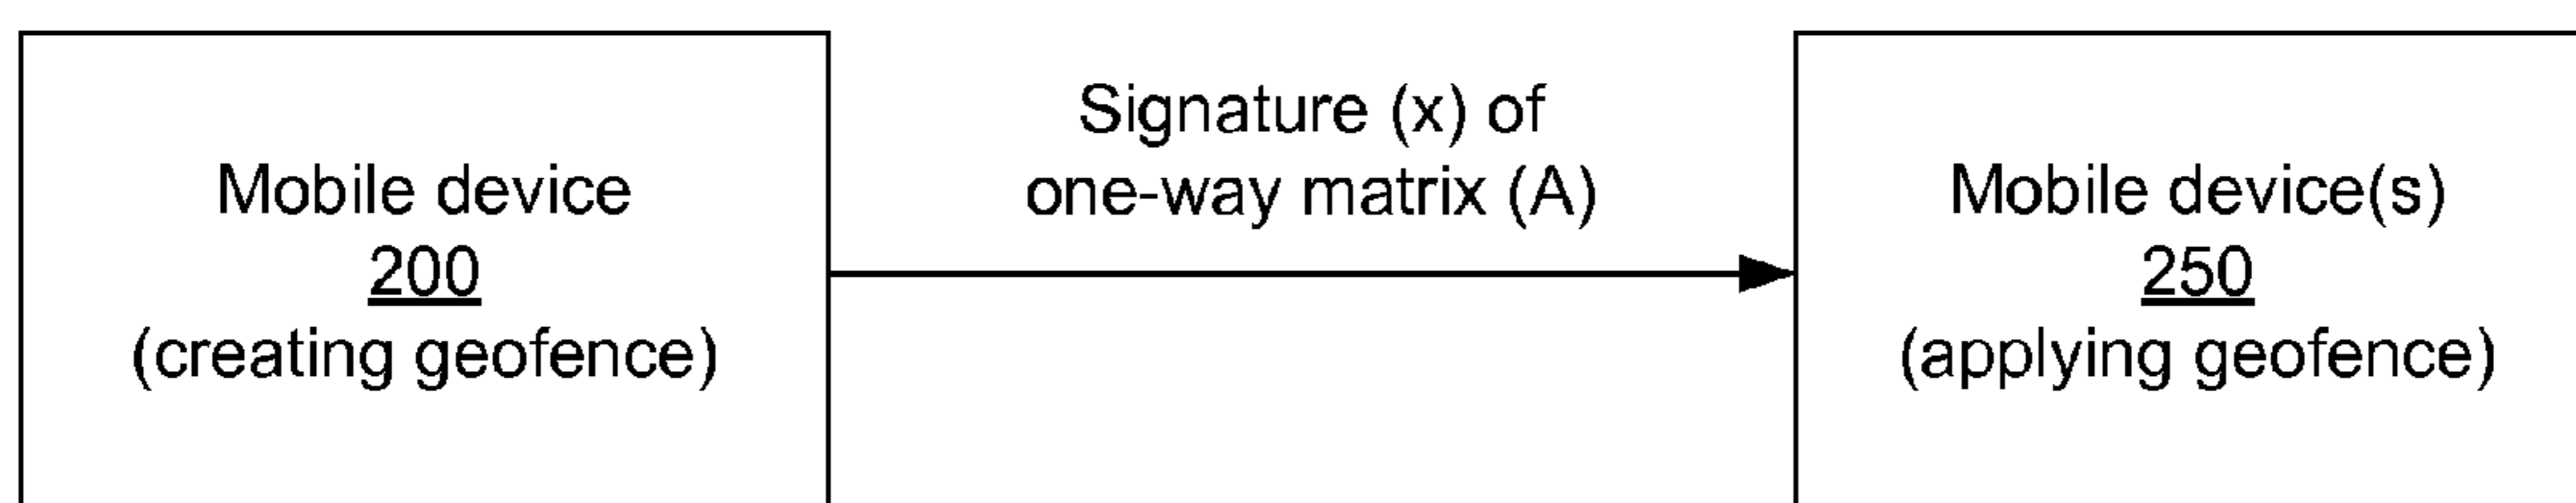 Mobile device
200
(creating geofence)
Signature (x) of
one-way matrix (A)
Mobile device(s)
250
(applying geofence)